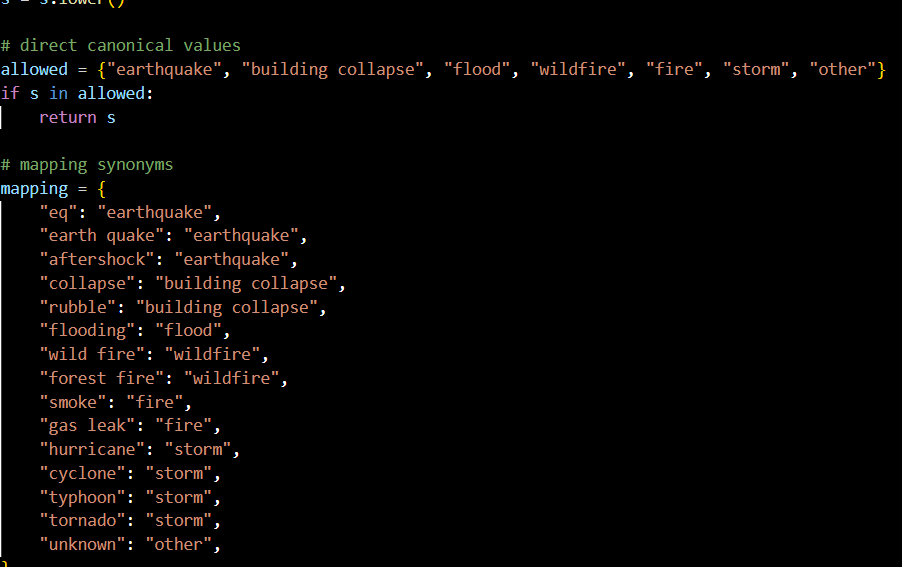 s = s.lower()
# direct canonical values
allowed = {"earthquake", "building collapse", "flood", "wildfire", "fire", "storm", "other"}
if s in allowed:
    return s
# mapping synonyms
mapping = {
    "eq": "earthquake",
    "earth quake": "earthquake",
    "aftershock": "earthquake",
    "collapse": "building collapse",
    "rubble": "building collapse",
    "flooding": "flood",
    "wild fire": "wildfire",
    "forest fire": "wildfire",
    "smoke": "fire",
    "gas leak": "fire",
    "hurricane": "storm",
    "cyclone": "storm",
    "typhoon": "storm",
    "tornado": "storm",
    "unknown": "other",
}